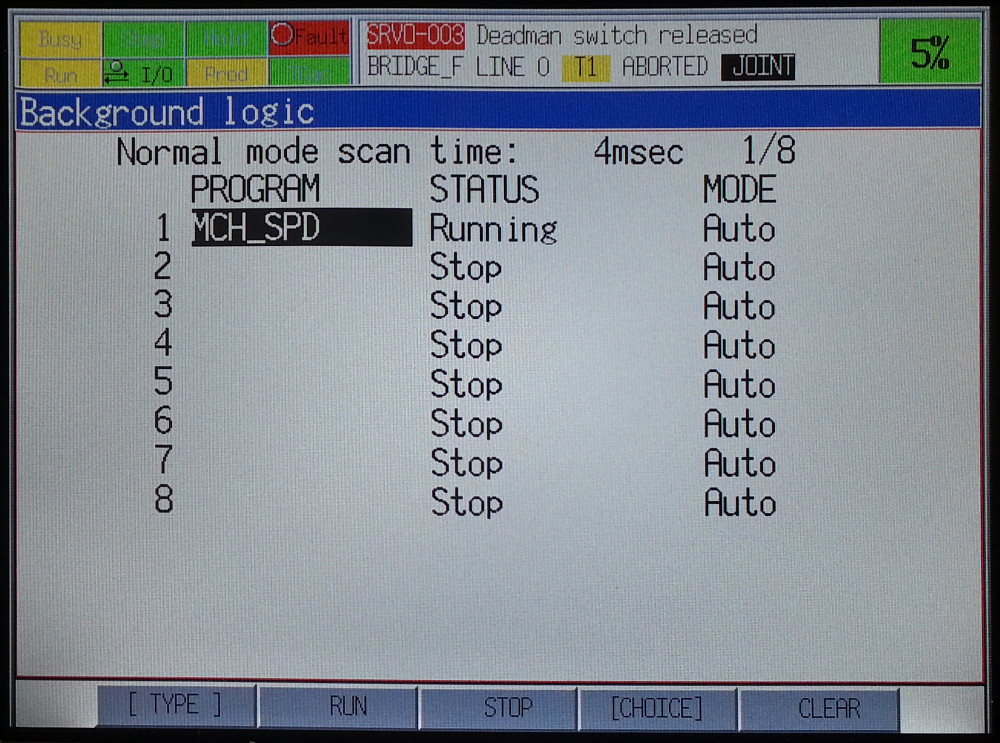 Busy Step Hold Fault SRVO-003 Deadman switch released 5%
Run I/O Prod BRIDGE_F LINE 0 T1 ABORTED JOINT
Background logic
Normal mode scan time: 4msec 1/8
PROGRAM STATUS MODE
1 MCH_SPD Running Auto
2 Stop Auto
3 Stop Auto
4 Stop Auto
5 Stop Auto
6 Stop Auto
7 Stop Auto
8 Stop Auto
[ TYPE ] RUN STOP [CHOICE] CLEAR